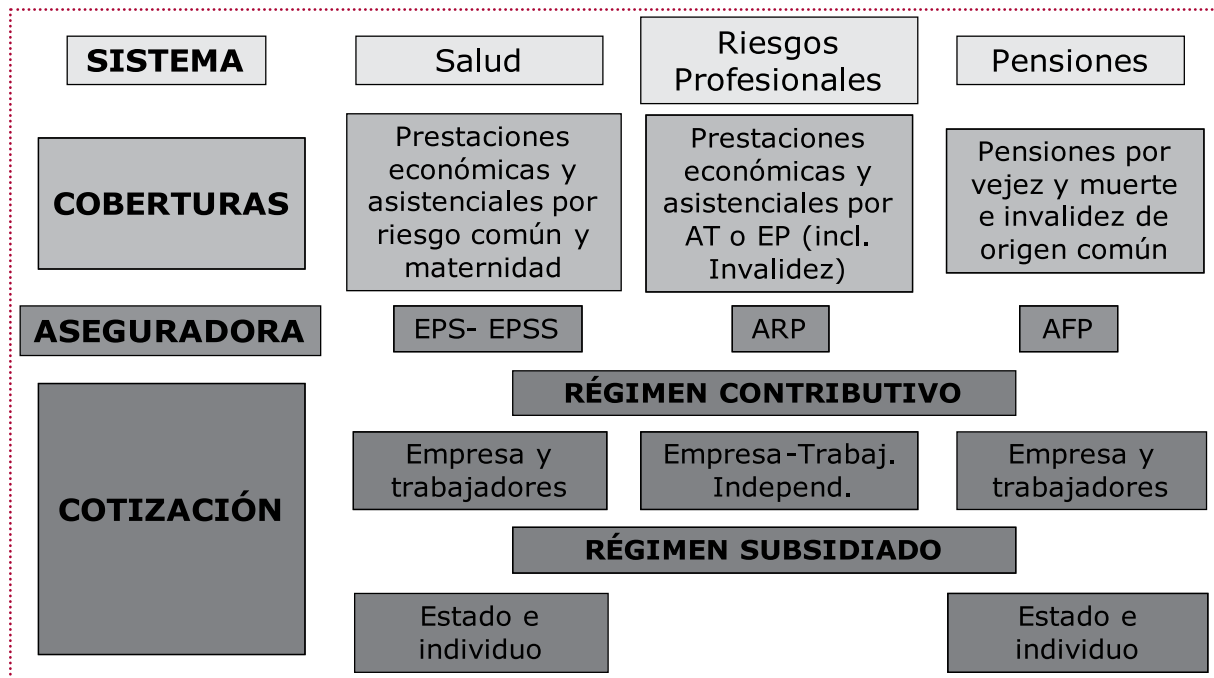 SISTEMA
Salud
Riesgos
Profesionales
Pensiones
COBERTURAS
Prestaciones
económicas y
asistenciales por
riesgo común y
maternidad
Prestaciones
económicas y
asistenciales por
AT o EP (incl.
Invalidez)
Pensiones por
vejez y muerte
e invalidez de
origen común
ASEGURADORA
EPS- EPSS
ARP
AFP
COTIZACIÓN
RÉGIMEN CONTRIBUTIVO
Empresa y
trabajadores
Empresa-Trabaj.
Independ.
Empresa y
trabajadores
RÉGIMEN SUBSIDIADO
Estado e
individuo
Estado e
individuo